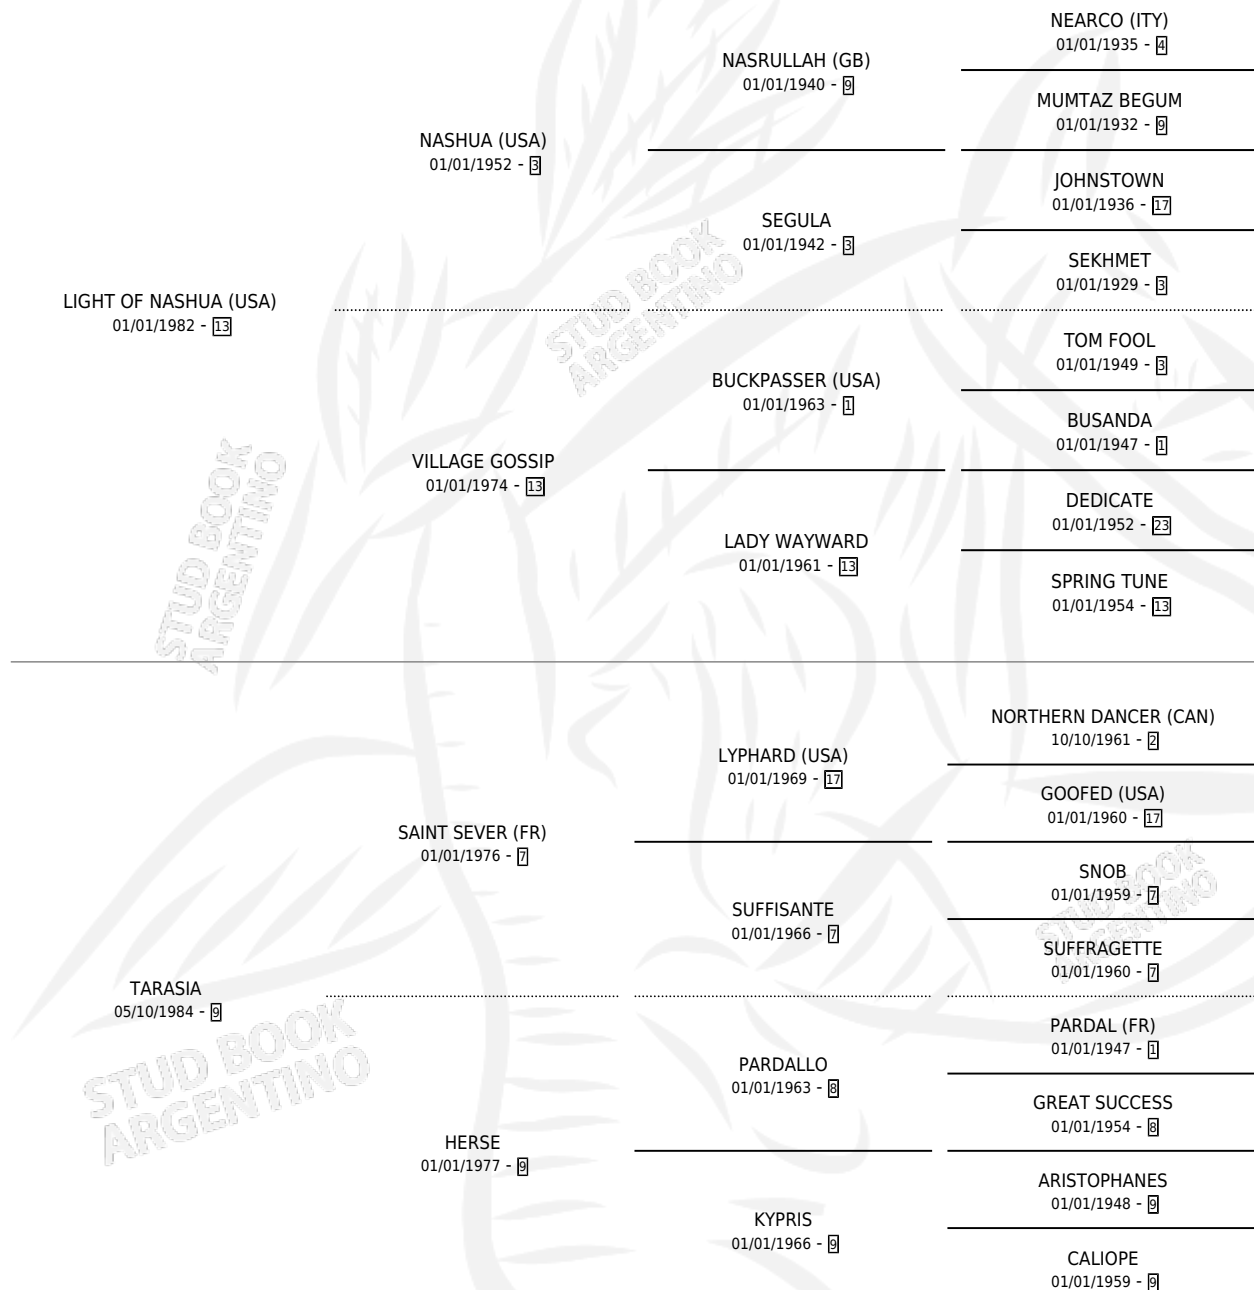 NEARCO (ITY)
01/01/1935 - 4
NASRULLAH (GB)
01/01/1940 - 9
MUMTAZ BEGUM
01/01/1932 - 9
NASHUA (USA)
01/01/1952 - 3
JOHNSTOWN
01/01/1936 - 17
SEGULA
01/01/1942 - 3
SEKHMET
01/01/1929 - 3
LIGHT OF NASHUA (USA)
01/01/1982 - 13
TOM FOOL
01/01/1949 - 3
BUCKPASSER (USA)
01/01/1963 - 1
BUSANDA
01/01/1947 - 1
VILLAGE GOSSIP
01/01/1974 - 13
DEDICATE
01/01/1952 - 23
LADY WAYWARD
01/01/1961 - 13
SPRING TUNE
01/01/1954 - 13
NORTHERN DANCER (CAN)
10/10/1961 - 2
LYPHARD (USA)
01/01/1969 - 17
GOOFED (USA)
01/01/1960 - 17
SAINT SEVER (FR)
01/01/1976 - 7
SNOB
01/01/1959 - 7
SUFFISANTE
01/01/1966 - 7
SUFFRAGETTE
01/01/1960 - 7
TARASIA
05/10/1984 - 9
PARDAL (FR)
01/01/1947 - 1
PARDALLO
01/01/1963 - 8
GREAT SUCCESS
01/01/1954 - 8
HERSE
01/01/1977 - 9
ARISTOPHANES
01/01/1948 - 9
KYPRIS
01/01/1966 - 9
CALIOPE
01/01/1959 - 9
STUD BOOK
ARGENTINO
STUD BOOK
ARGENTINO
STUD BOOK
ARGENTINO
STUD BOOK
ARGENTINO